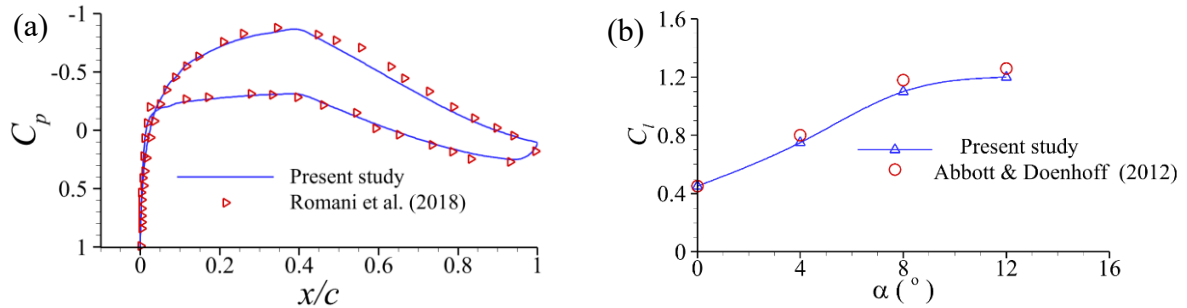 (a)
-1
-0.5
0
0.5
1
C_p
0 0.2 0.4 0.6 0.8 1
x/c
Present study
Romani et al. (2018)
(b)
1.6
1.2
0.8
0.4
0
C_l
0 4 8 12 16
α ( ° )
Present study
Abbott & Doenhoff (2012)